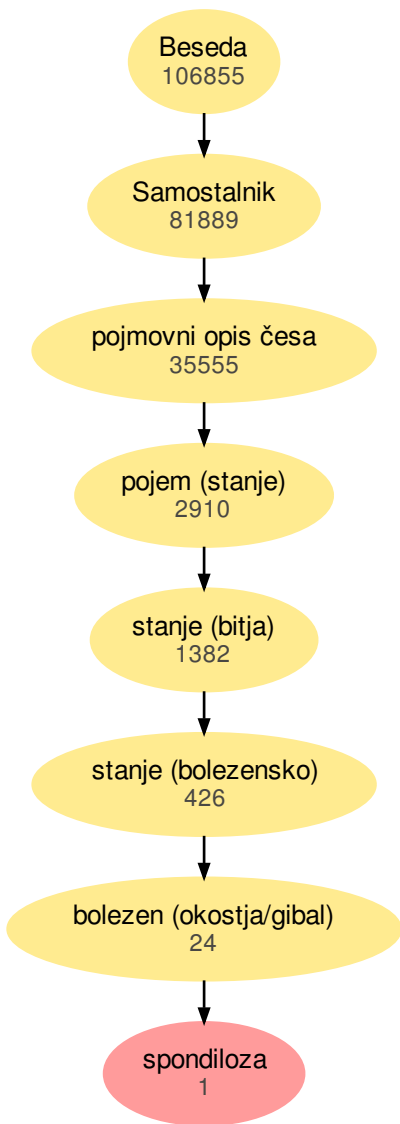 Beseda
106855
Samostalnik
81889
pojmovni opis česa
35555
pojem (stanje)
2910
stanje (bitja)
1382
stanje (bolezensko)
426
bolezen (okostja/gibal)
24
spondiloza
1